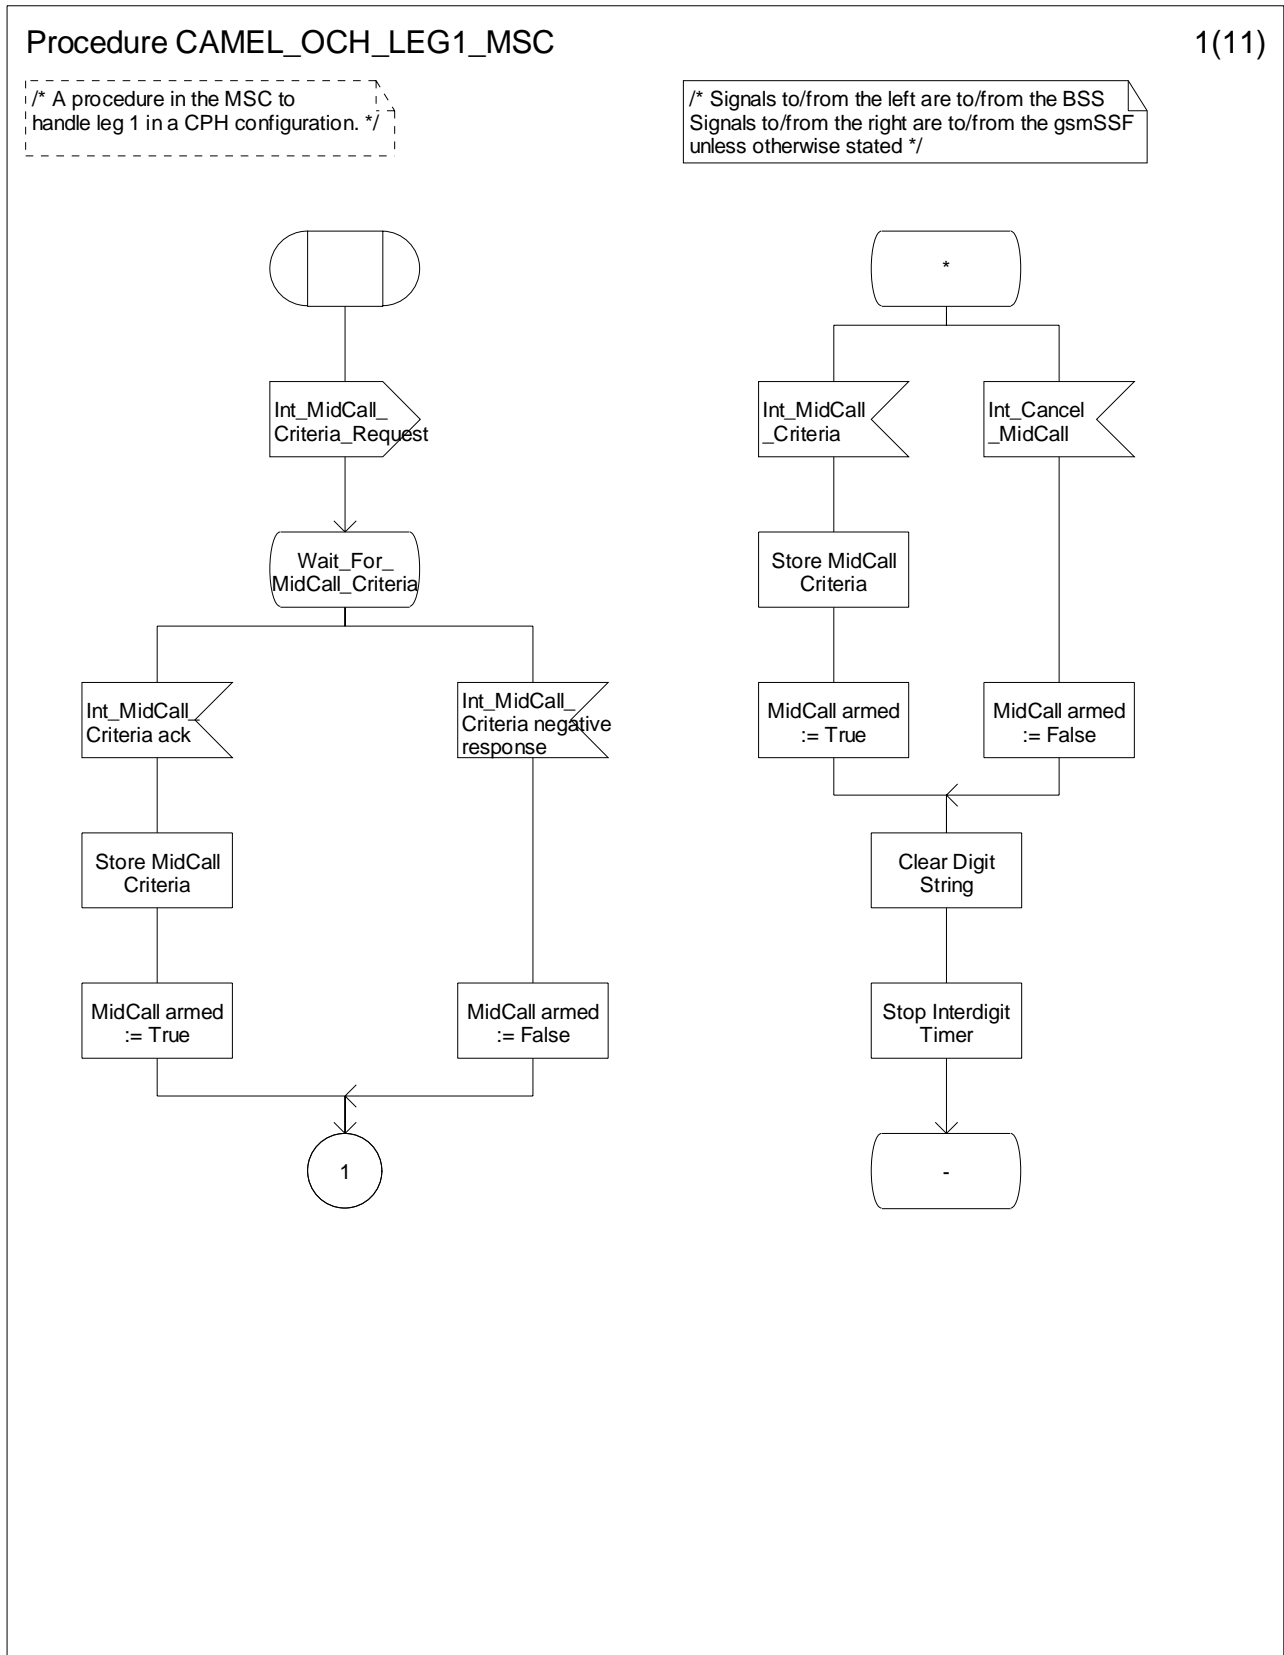 Procedure CAMEL_OCH_LEG1_MSC
1(11)
/* A procedure in the MSC to
handle leg 1 in a CPH configuration. */
/* Signals to/from the left are to/from the BSS
Signals to/from the right are to/from the gsmSSF
unless otherwise stated */
Int_MidCall_
Criteria_Request
Wait_For_
MidCall_Criteria
Int_MidCall_
Criteria ack
Store MidCall
Criteria
MidCall armed
:= True
Int_MidCall_
Criteria negative
response
MidCall armed
:= False
1
*
Int_MidCall
_Criteria
Store MidCall
Criteria
MidCall armed
:= True
Int_Cancel
_MidCall
MidCall armed
:= False
Clear Digit
String
Stop Interdigit
Timer
-